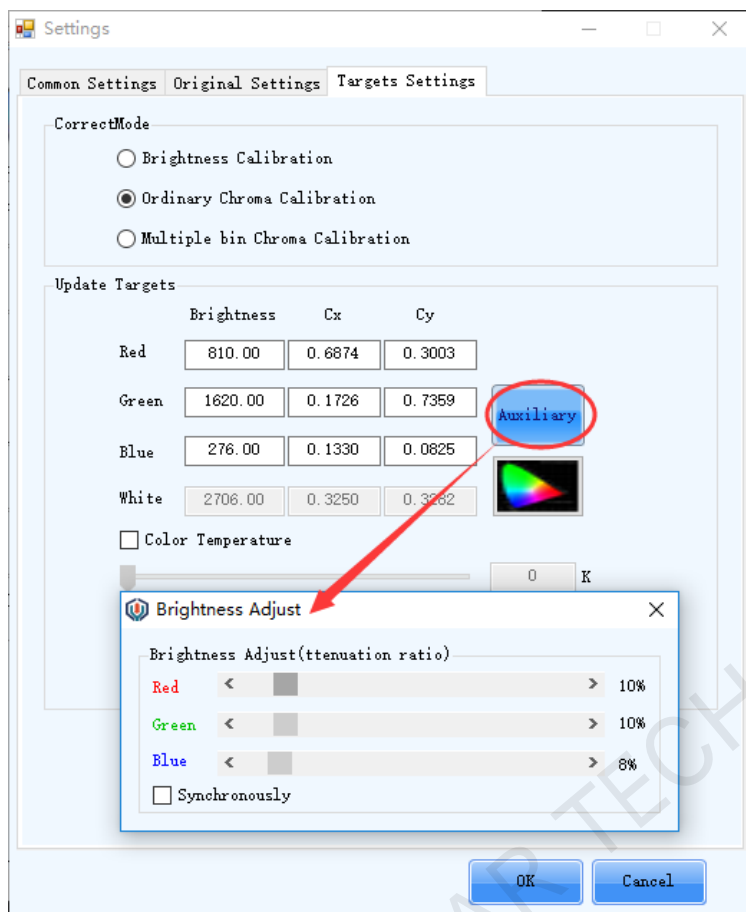 Settings
Common Settings Original Settings Targets Settings
CorrectMode
Brightness Calibration
Ordinary Chroma Calibration
Multiple bin Chroma Calibration
Update Targets
Brightness Cx Cy
Red 810.00 0.6874 0.3003
Green 1620.00 0.1726 0.7359
Auxiliary
Blue 276.00 0.1330 0.0825
White 2706.00 0.3250 0.3282
Color Temperature
0 K
Brightness Adjust
Brightness Adjust(ttenuation ratio)
Red 10%
Green 10%
Blue 8%
Synchronously
OK Cancel